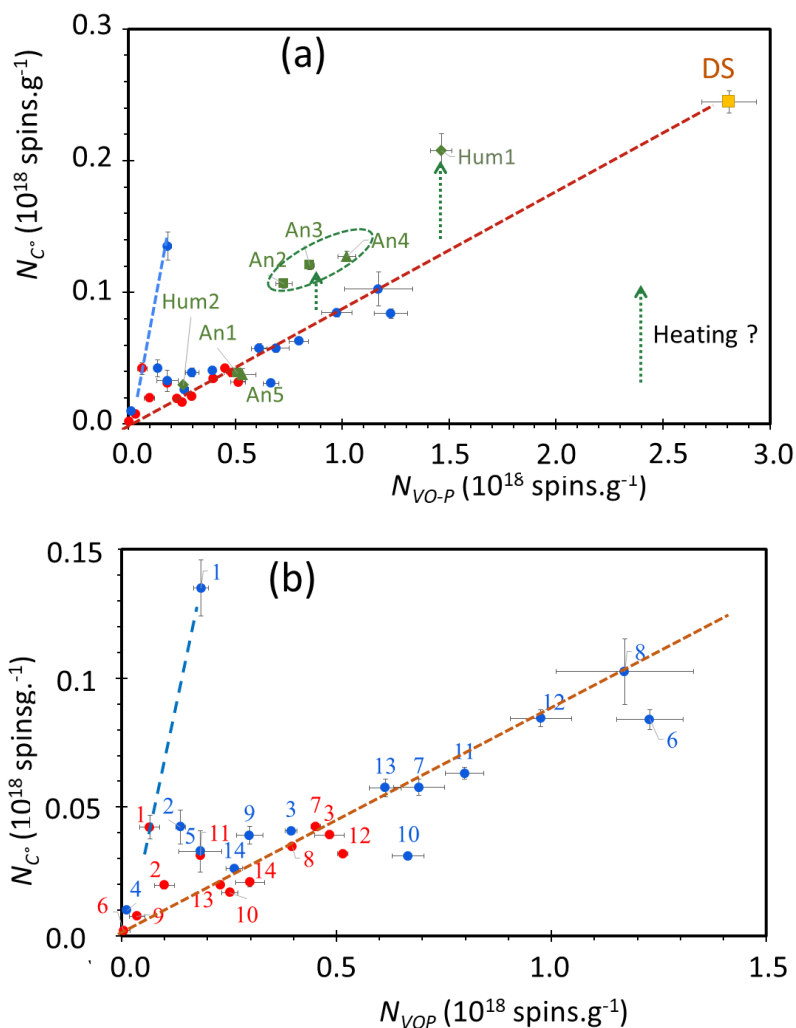 0.3
(a)
DS
N_C° (10^18 spins.g^-1)
0.2
Hum1
An3
An4
An2
Hum2
0.1
An1
Heating ?
An5
0.0
0.0 0.5 1.0 1.5 2.0 2.5 3.0
N_VO-P (10^18 spins.g^-1)
0.15
(b)
1
N_C° (10^18 spinsg.^-1)
0.1
8
12
6
13 7 11
0.05
1 2 9 3 7 3
5 11 12 10
14 8
2
4 13 14
6 9 10
0.0
0.0 0.5 1.0 1.5
N_VOP (10^18 spins.g^-1)